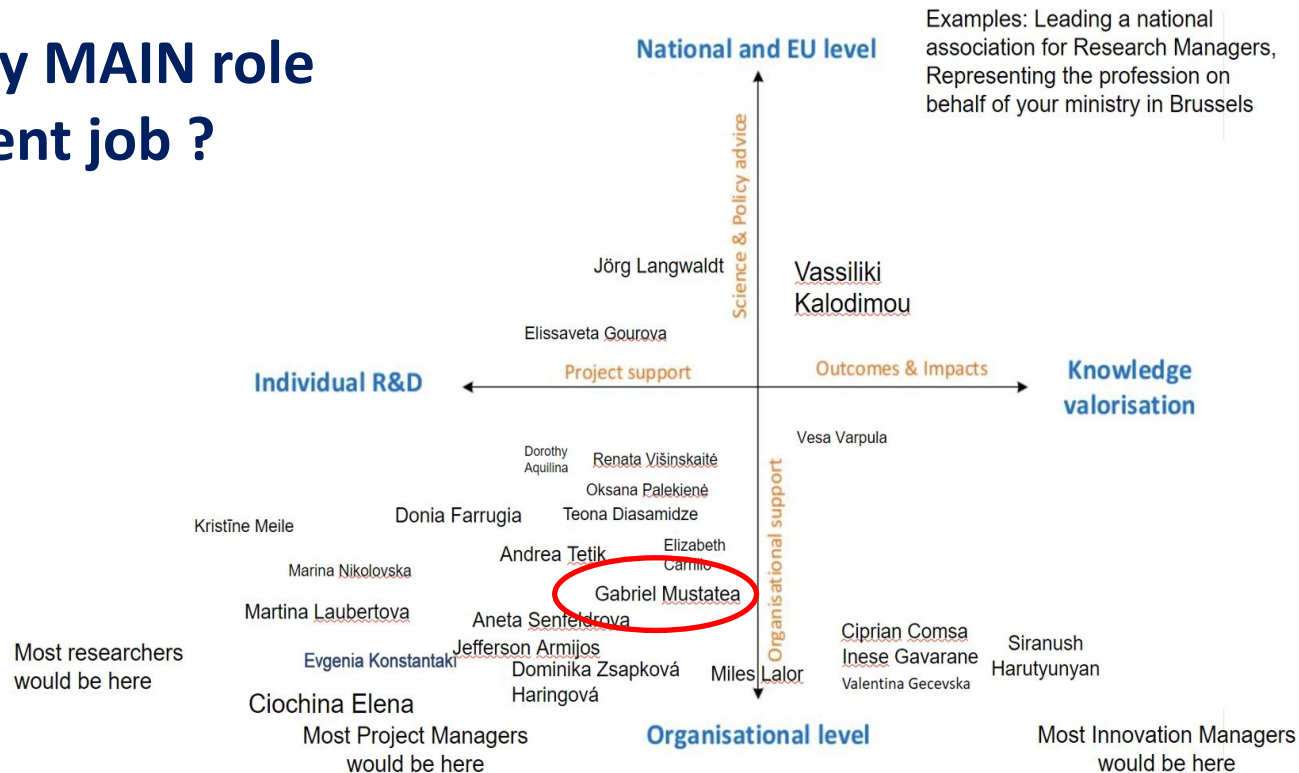 y MAIN role
ent job ?
National and EU level
Examples: Leading a national
association for Research Managers,
Representing the profession on
behalf of your ministry in Brussels
Science & Policy advice
Jörg Langwaldt
Vassiliki
Kalodimou
Elissaveta Gourova
Individual R&D
Project support
Outcomes & Impacts
Knowledge
valorisation
Vesa Varpula
Dorothy
Aquilina
Renata Višinskaitė
Oksana Palekienė
Organisational support
Kristīne Meile
Donia Farrugia
Teona Diasamidze
Andrea Tetik
Elizabeth
Marina Nikolovska
Gabriel Mustatea
Martina Laubertova
Aneta Senfeldrova
Ciprian Comsa
Inese Gavarane
Valentina Gecevska
Siranush
Harutyunyan
Most researchers
would be here
Evgenia Konstantaki
Jefferson Armijos
Dominika Zsapková
Haringová
Miles Lalor
Ciochina Elena
Most Project Managers
would be here
Organisational level
Most Innovation Managers
would be here